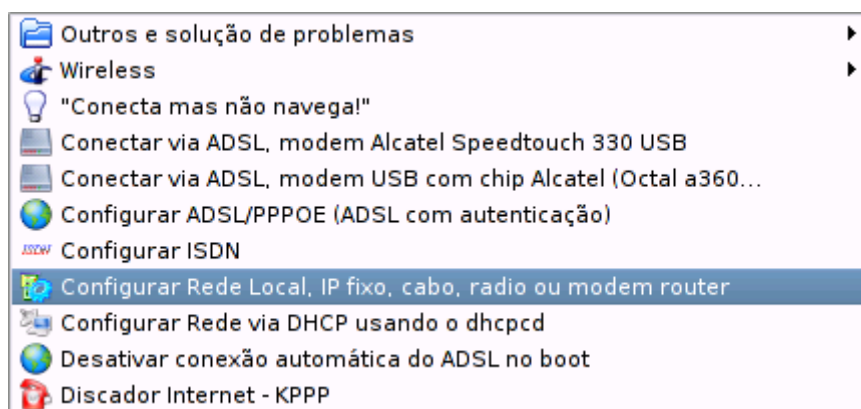 Outros e solução de problemas
Wireless
"Conecta mas não navega!"
Conectar via ADSL, modem Alcatel Speedtouch 330 USB
Conectar via ADSL, modem USB com chip Alcatel (Octal a360...
Configurar ADSL/PPPOE (ADSL com autenticação)
ISDN Configurar ISDN
Configurar Rede Local, IP fixo, cabo, radio ou modem router
Configurar Rede via DHCP usando o dhcpcd
Desativar conexão automática do ADSL no boot
Discador Internet - KPPP